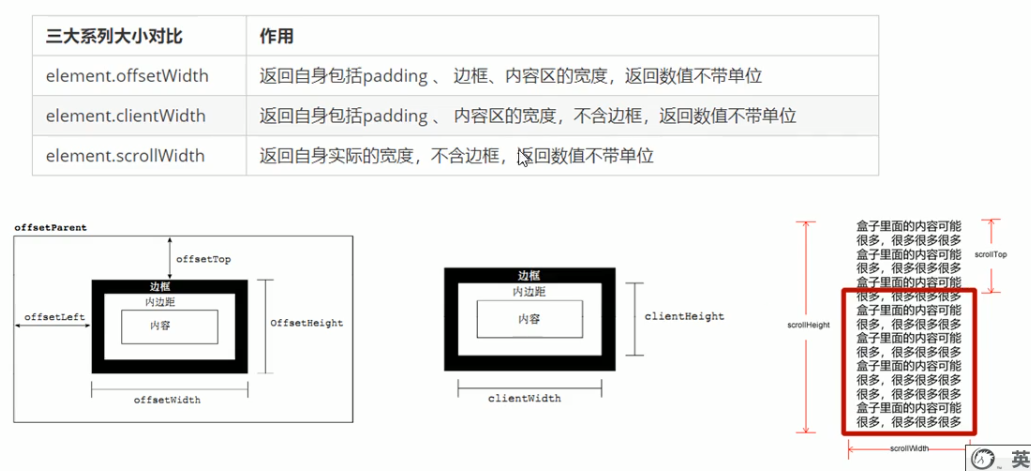 三大系列大小对比 作用
element.offsetWidth 返回自身包括padding 、 边框、内容区的宽度，返回数值不带单位
element.clientWidth 返回自身包括padding 、 内容区的宽度，不含边框，返回数值不带单位
element.scrollWidth 返回自身实际的宽度，不含边框，返回数值不带单位
offsetParent
offsetTop
边框
内边距
内容
offsetLeft
OffsetHeight
offsetWidth
边框
内边距
内容
clientHeight
clientWidth
盒子里面的内容可能
很多，很多很多很多
盒子里面的内容可能
很多，很多很多很多
盒子里面的内容可能
很多，很多很多很多
盒子里面的内容可能
很多，很多很多很多
盒子里面的内容可能
很多，很多很多很多
盒子里面的内容可能
很多，很多很多很多
很多，很多很多很多
盒子里面的内容可能
很多，很多很多很多
scrollTop
scrollHeight
scrollWidth
英